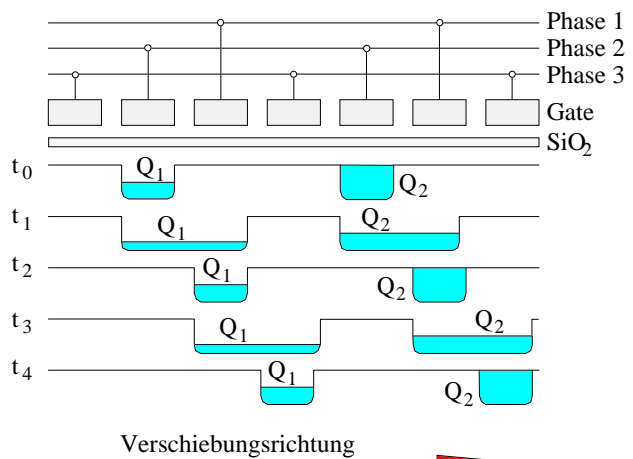 Phase 1
Phase 2
Phase 3
Gate
SiO2
t0 Q1 Q2
t1 Q1 Q2
t2 Q1 Q2
t3 Q1 Q2
t4 Q1 Q2
Verschiebungsrichtung